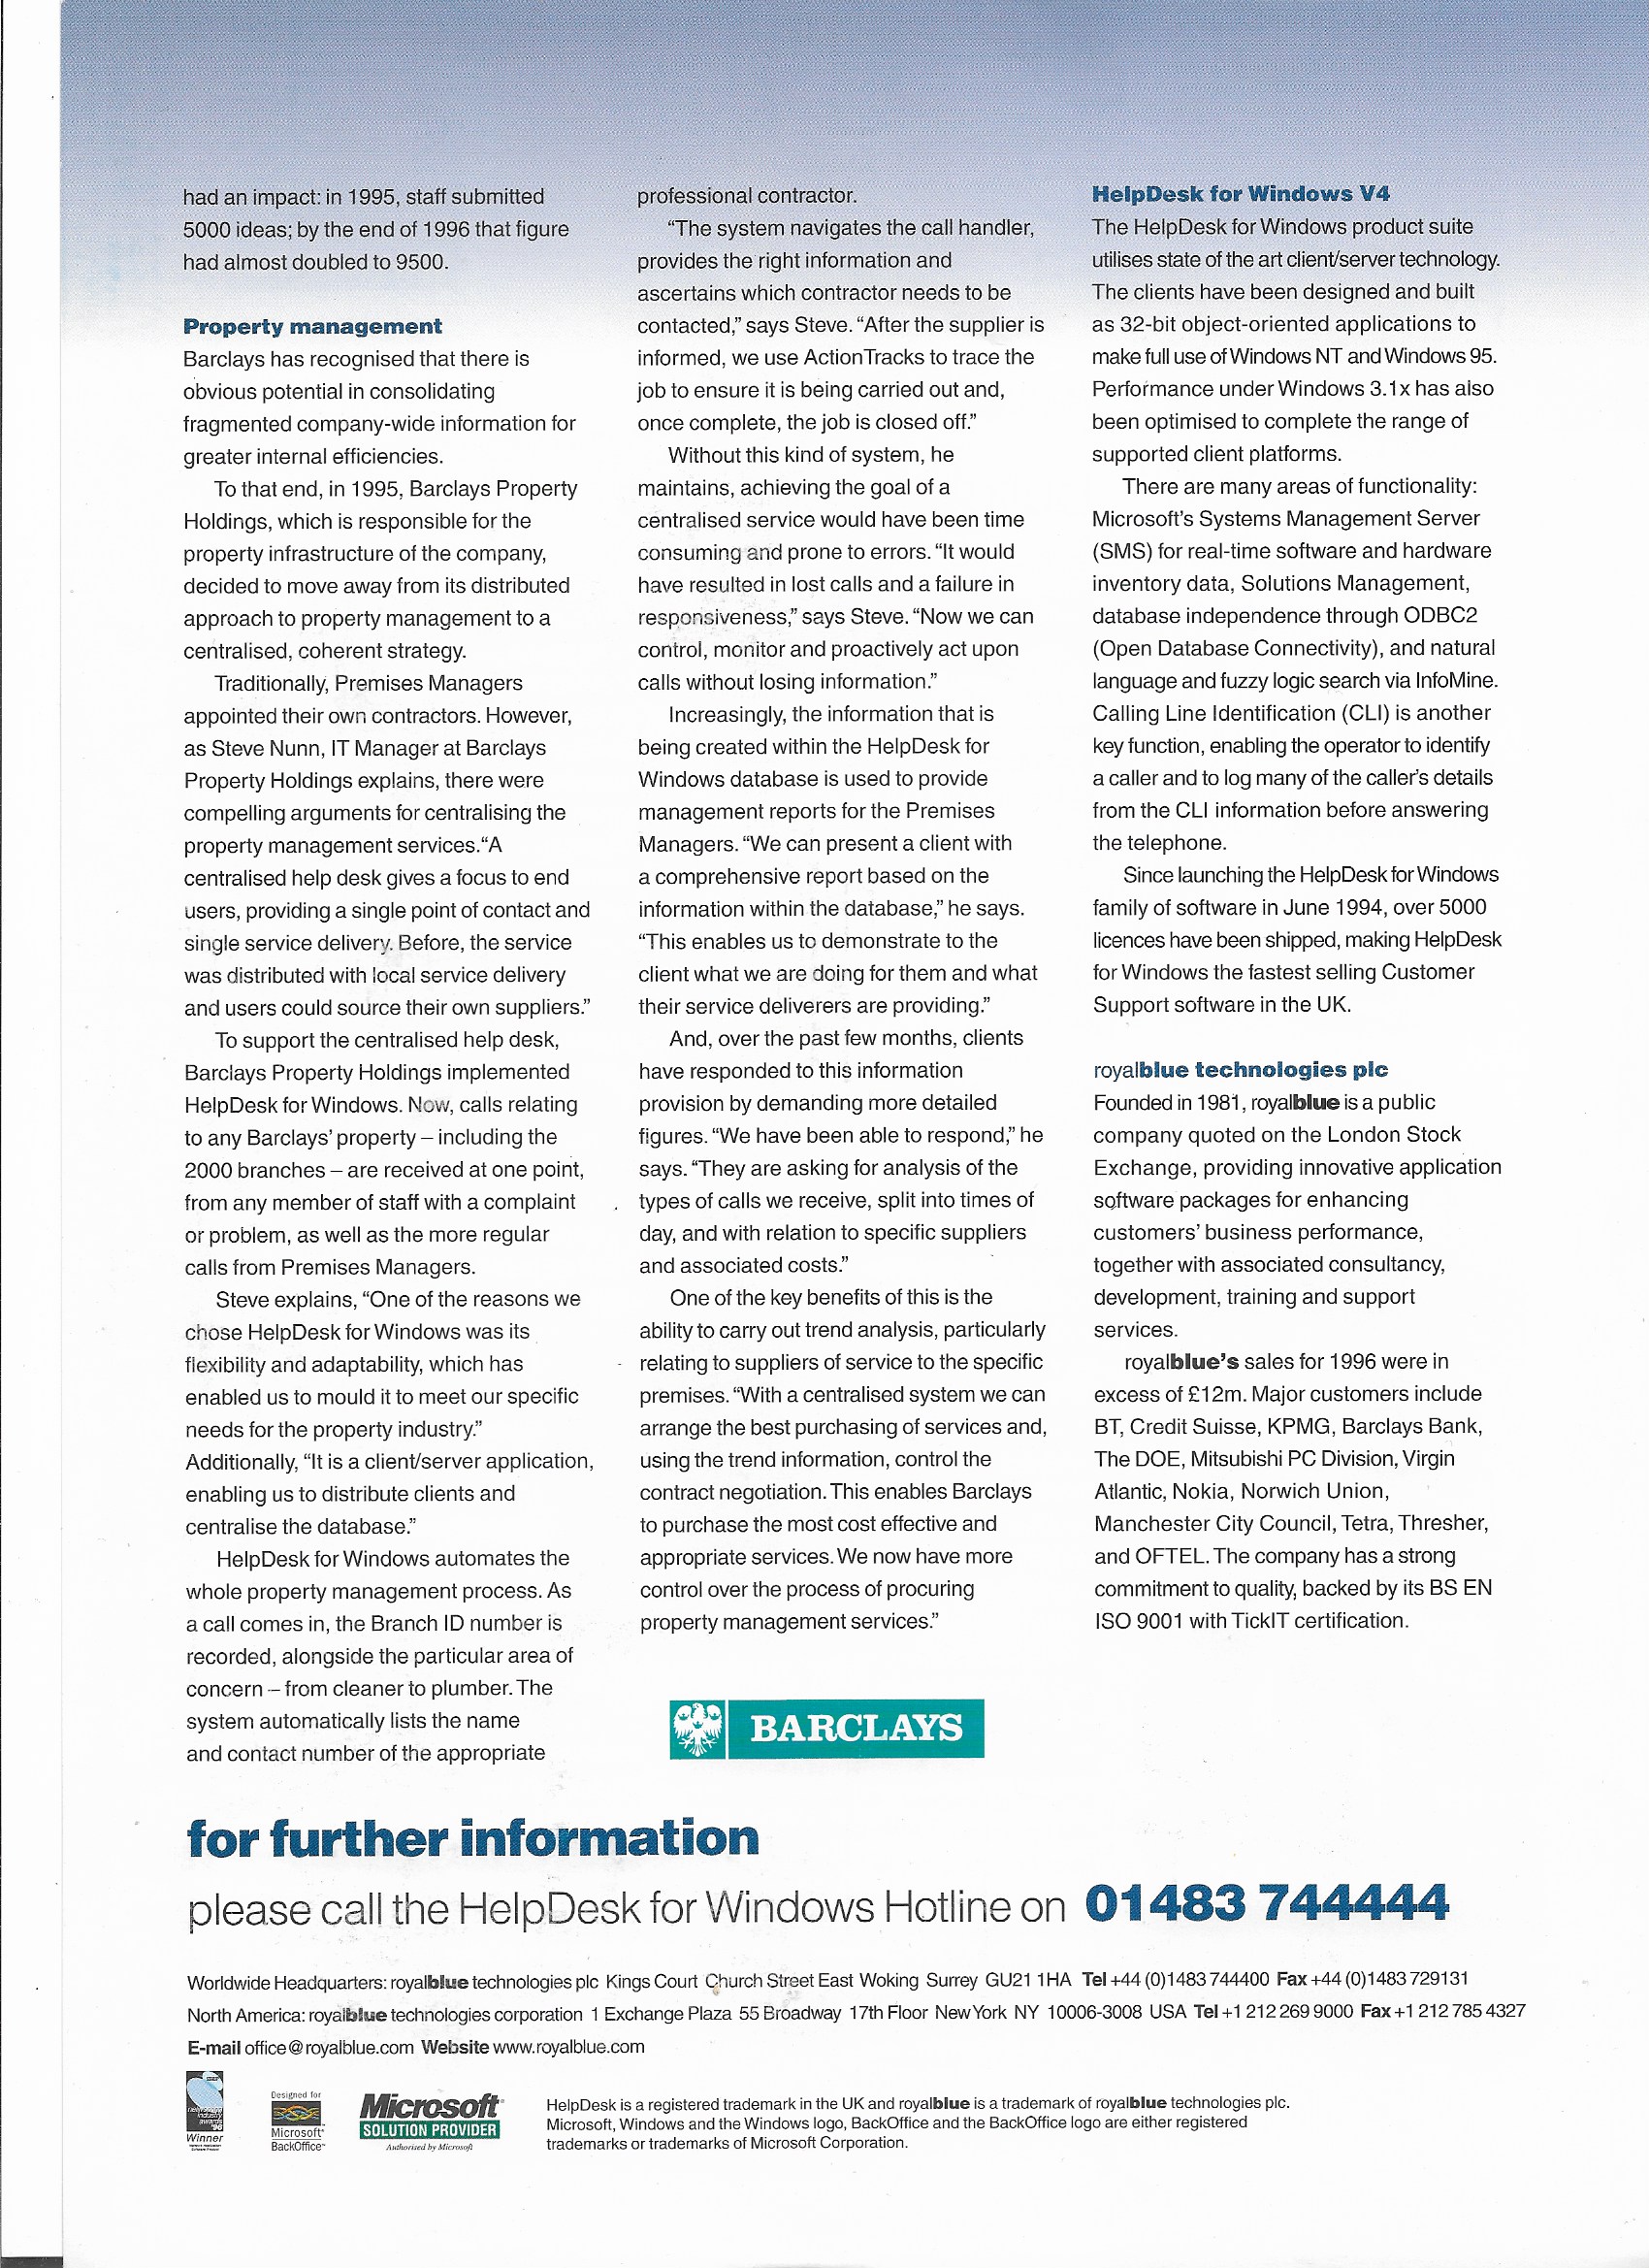 had an impact: in 1995, staff submitted
5000 ideas; by the end of 1996 that figure
had almost doubled to 9500.
Property management
Barclays has recognised that there is
obvious potential in consolidating
fragmented company-wide information for
greater internal efficiencies.
To that end, in 1995, Barclays Property
Holdings, which is responsible for the
property infrastructure of the company,
decided to move away from its distributed
approach to property management to a
centralised, coherent strategy.
Traditionally, Premises Managers
appointed their own contractors. However,
as Steve Nunn, IT Manager at Barclays
Property Holdings explains, there were
compelling arguments for centralising the
property management services.“A
centralised help desk gives a focus to end
users, providing a single point of contact and
single service delivery. Before, the service
was distributed with local service delivery
and users could source their own suppliers.”
To support the centralised help desk,
Barclays Property Holdings implemented
HelpDesk for Windows. Now, calls relating
to any Barclays’ property – including the
2000 branches – are received at one point,
from any member of staff with a complaint
or problem, as well as the more regular
calls from Premises Managers.
Steve explains, “One of the reasons we
chose HelpDesk for Windows was its
flexibility and adaptability, which has
enabled us to mould it to meet our specific
needs for the property industry.”
Additionally, “It is a client/server application,
enabling us to distribute clients and
centralise the database.”
HelpDesk for Windows automates the
whole property management process. As
a call comes in, the Branch ID number is
recorded, alongside the particular area of
concern – from cleaner to plumber. The
system automatically lists the name
and contact number of the appropriate
professional contractor.
“The system navigates the call handler,
provides the right information and
ascertains which contractor needs to be
contacted,” says Steve. “After the supplier is
informed, we use ActionTracks to trace the
job to ensure it is being carried out and,
once complete, the job is closed off.”
Without this kind of system, he
maintains, achieving the goal of a
centralised service would have been time
consuming and prone to errors. “It would
have resulted in lost calls and a failure in
responsiveness,” says Steve. “Now we can
control, monitor and proactively act upon
calls without losing information.”
Increasingly, the information that is
being created within the HelpDesk for
Windows database is used to provide
management reports for the Premises
Managers. “We can present a client with
a comprehensive report based on the
information within the database,” he says.
“This enables us to demonstrate to the
client what we are doing for them and what
their service deliverers are providing.”
And, over the past few months, clients
have responded to this information
provision by demanding more detailed
figures. “We have been able to respond,” he
says. “They are asking for analysis of the
types of calls we receive, split into times of
day, and with relation to specific suppliers
and associated costs.”
One of the key benefits of this is the
ability to carry out trend analysis, particularly
relating to suppliers of service to the specific
premises. “With a centralised system we can
arrange the best purchasing of services and,
using the trend information, control the
contract negotiation. This enables Barclays
to purchase the most cost effective and
appropriate services. We now have more
control over the process of procuring
property management services.”
BARCLAYS
HelpDesk for Windows V4
The HelpDesk for Windows product suite
utilises state of the art client/server technology.
The clients have been designed and built
as 32-bit object-oriented applications to
make full use of Windows NT and Windows 95.
Performance under Windows 3.1x has also
been optimised to complete the range of
supported client platforms.
There are many areas of functionality:
Microsoft’s Systems Management Server
(SMS) for real-time software and hardware
inventory data, Solutions Management,
database independence through ODBC2
(Open Database Connectivity), and natural
language and fuzzy logic search via InfoMine.
Calling Line Identification (CLI) is another
key function, enabling the operator to identify
a caller and to log many of the caller’s details
from the CLI information before answering
the telephone.
Since launching the HelpDesk for Windows
family of software in June 1994, over 5000
licences have been shipped, making HelpDesk
for Windows the fastest selling Customer
Support software in the UK.
royalblue technologies plc
Founded in 1981, royalblue is a public
company quoted on the London Stock
Exchange, providing innovative application
software packages for enhancing
customers’ business performance,
together with associated consultancy,
development, training and support
services.
royalblue’s sales for 1996 were in
excess of £12m. Major customers include
BT, Credit Suisse, KPMG, Barclays Bank,
The DOE, Mitsubishi PC Division, Virgin
Atlantic, Nokia, Norwich Union,
Manchester City Council, Tetra, Thresher,
and OFTEL. The company has a strong
commitment to quality, backed by its BS EN
ISO 9001 with TickIT certification.
for further information
please call the HelpDesk for Windows Hotline on 01483 744444
Worldwide Headquarters: royalblue technologies plc Kings Court Church Street East Woking Surrey GU21 1HA Tel +44 (0)1483 744400 Fax +44 (0)1483 729131
North America: royalblue technologies corporation 1 Exchange Plaza 55 Broadway 17th Floor New York NY 10006-3008 USA Tel +1 212 269 9000 Fax +1 212 785 4327
E-mail office@royalblue.com Website www.royalblue.com
Winner
Designed for
Microsoft®
BackOffice™
Microsoft
SOLUTION PROVIDER
Authorised by Microsoft
HelpDesk is a registered trademark in the UK and royalblue is a trademark of royalblue technologies plc.
Microsoft, Windows and the Windows logo, BackOffice and the BackOffice logo are either registered
trademarks or trademarks of Microsoft Corporation.